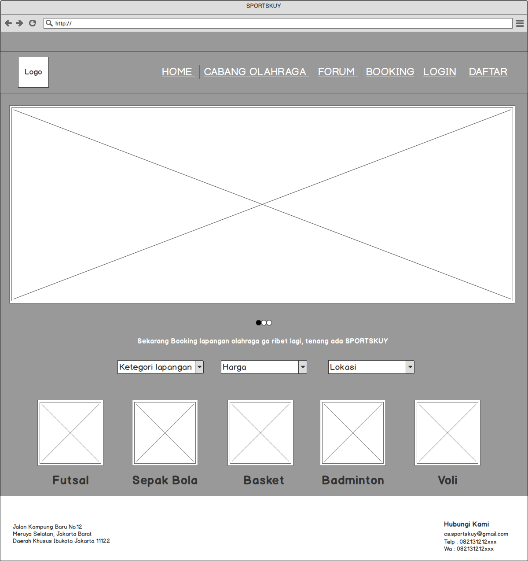 SPORTSKUY
http://
Logo
HOME CABANG OLAHRAGA FORUM BOOKING LOGIN DAFTAR
Sekarang Booking lapangan olahraga ga ribet lagi, tenang ada SPORTSKUY
Ketegori lapangan Harga Lokasi
Futsal Sepak Bola Basket Badminton Voli
Jalan Kampung Baru No.12
Meruya Selatan, Jakarta Barat
Daerah Khusus Ibukota Jakarta 11122
Hubungi Kami
cs.sportskuy@gmail.com
Telp : 082131212xxx
Wa : 082131212xxx